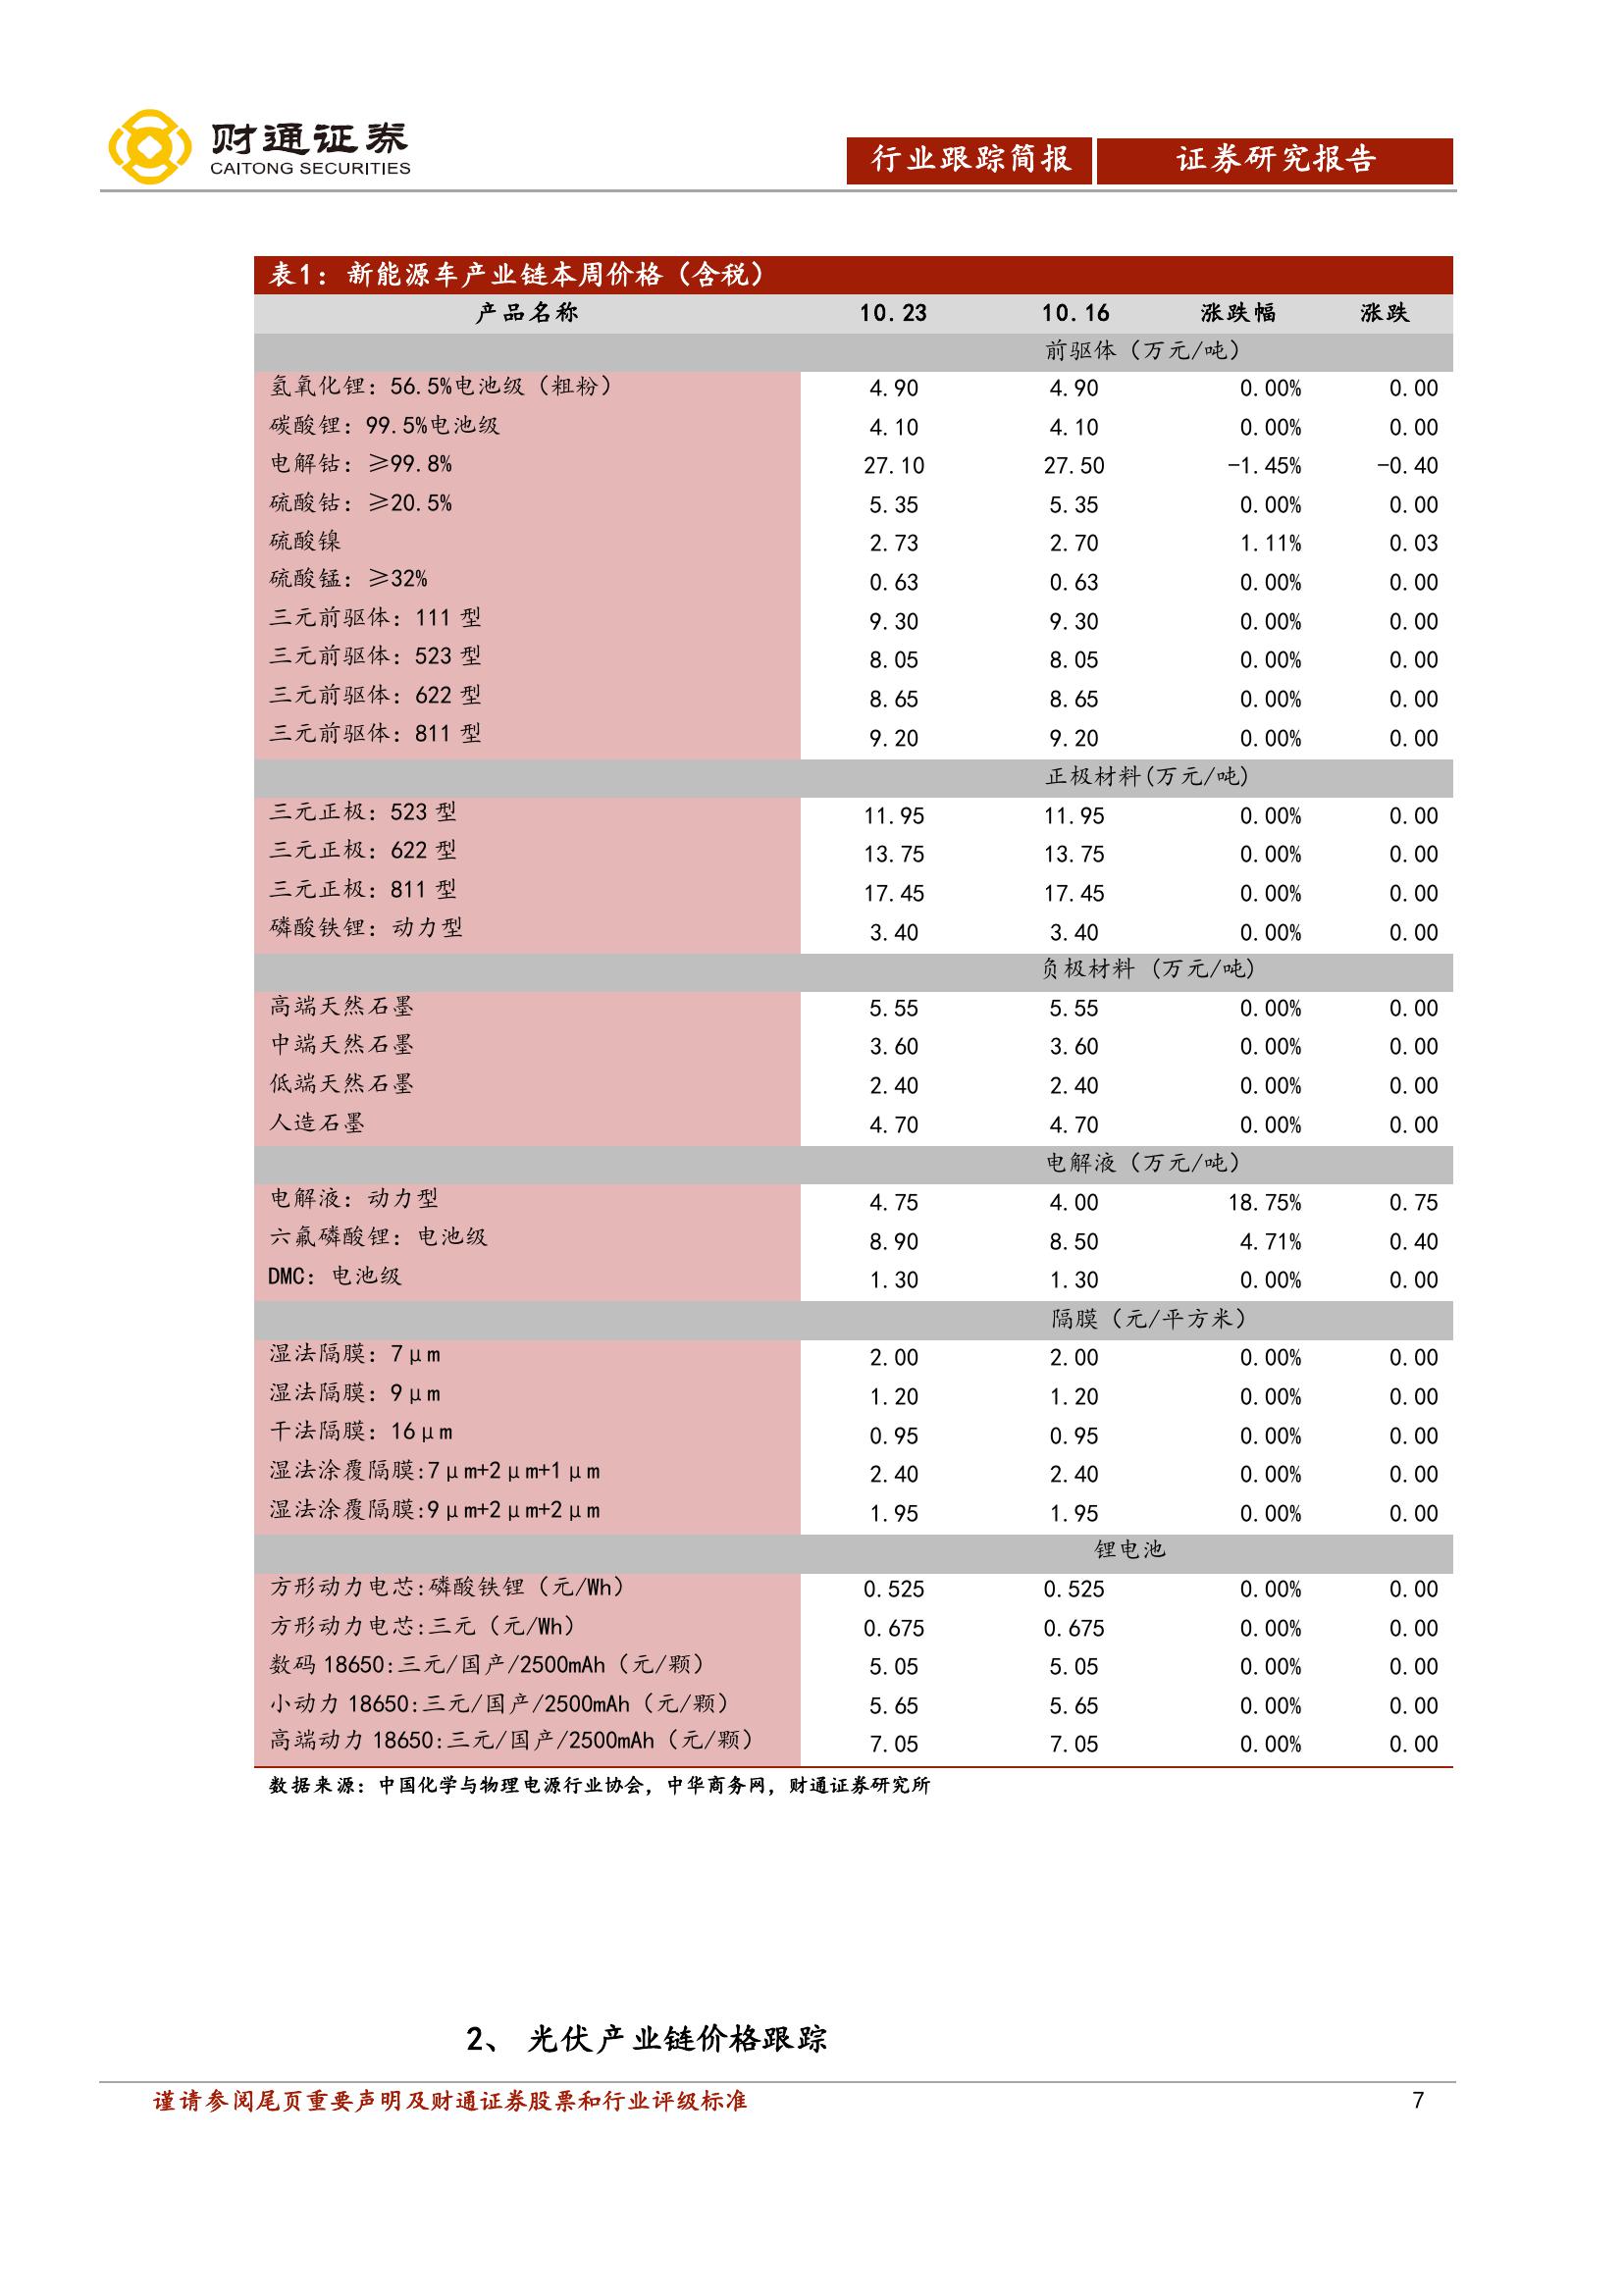 财通证券
CAITONG SECURITIES
行业跟踪简报 证券研究报告
表1：新能源车产业链本周价格（含税）
产品名称 10.23 10.16 涨跌幅 涨跌
前驱体（万元/吨）
氢氧化锂：56.5%电池级（粗粉） 4.90 4.90 0.00% 0.00
碳酸锂：99.5%电池级 4.10 4.10 0.00% 0.00
电解钴：≥99.8% 27.10 27.50 -1.45% -0.40
硫酸钴：≥20.5% 5.35 5.35 0.00% 0.00
硫酸镍 2.73 2.70 1.11% 0.03
硫酸锰：≥32% 0.63 0.63 0.00% 0.00
三元前驱体：111 型 9.30 9.30 0.00% 0.00
三元前驱体：523 型 8.05 8.05 0.00% 0.00
三元前驱体：622 型 8.65 8.65 0.00% 0.00
三元前驱体：811 型 9.20 9.20 0.00% 0.00
正极材料(万元/吨)
三元正极：523 型 11.95 11.95 0.00% 0.00
三元正极：622 型 13.75 13.75 0.00% 0.00
三元正极：811 型 17.45 17.45 0.00% 0.00
磷酸铁锂：动力型 3.40 3.40 0.00% 0.00
负极材料 (万元/吨)
高端天然石墨 5.55 5.55 0.00% 0.00
中端天然石墨 3.60 3.60 0.00% 0.00
低端天然石墨 2.40 2.40 0.00% 0.00
人造石墨 4.70 4.70 0.00% 0.00
电解液（万元/吨）
电解液：动力型 4.75 4.00 18.75% 0.75
六氟磷酸锂：电池级 8.90 8.50 4.71% 0.40
DMC：电池级 1.30 1.30 0.00% 0.00
隔膜（元/平方米）
湿法隔膜：7μm 2.00 2.00 0.00% 0.00
湿法隔膜：9μm 1.20 1.20 0.00% 0.00
干法隔膜：16μm 0.95 0.95 0.00% 0.00
湿法涂覆隔膜:7μm+2μm+1μm 2.40 2.40 0.00% 0.00
湿法涂覆隔膜:9μm+2μm+2μm 1.95 1.95 0.00% 0.00
锂电池
方形动力电芯:磷酸铁锂（元/Wh） 0.525 0.525 0.00% 0.00
方形动力电芯:三元（元/Wh） 0.675 0.675 0.00% 0.00
数码 18650:三元/国产/2500mAh（元/颗） 5.05 5.05 0.00% 0.00
小动力 18650:三元/国产/2500mAh（元/颗） 5.65 5.65 0.00% 0.00
高端动力 18650:三元/国产/2500mAh（元/颗） 7.05 7.05 0.00% 0.00
数据来源：中国化学与物理电源行业协会，中华商务网，财通证券研究所
2、 光伏产业链价格跟踪
谨请参阅尾页重要声明及财通证券股票和行业评级标准 7